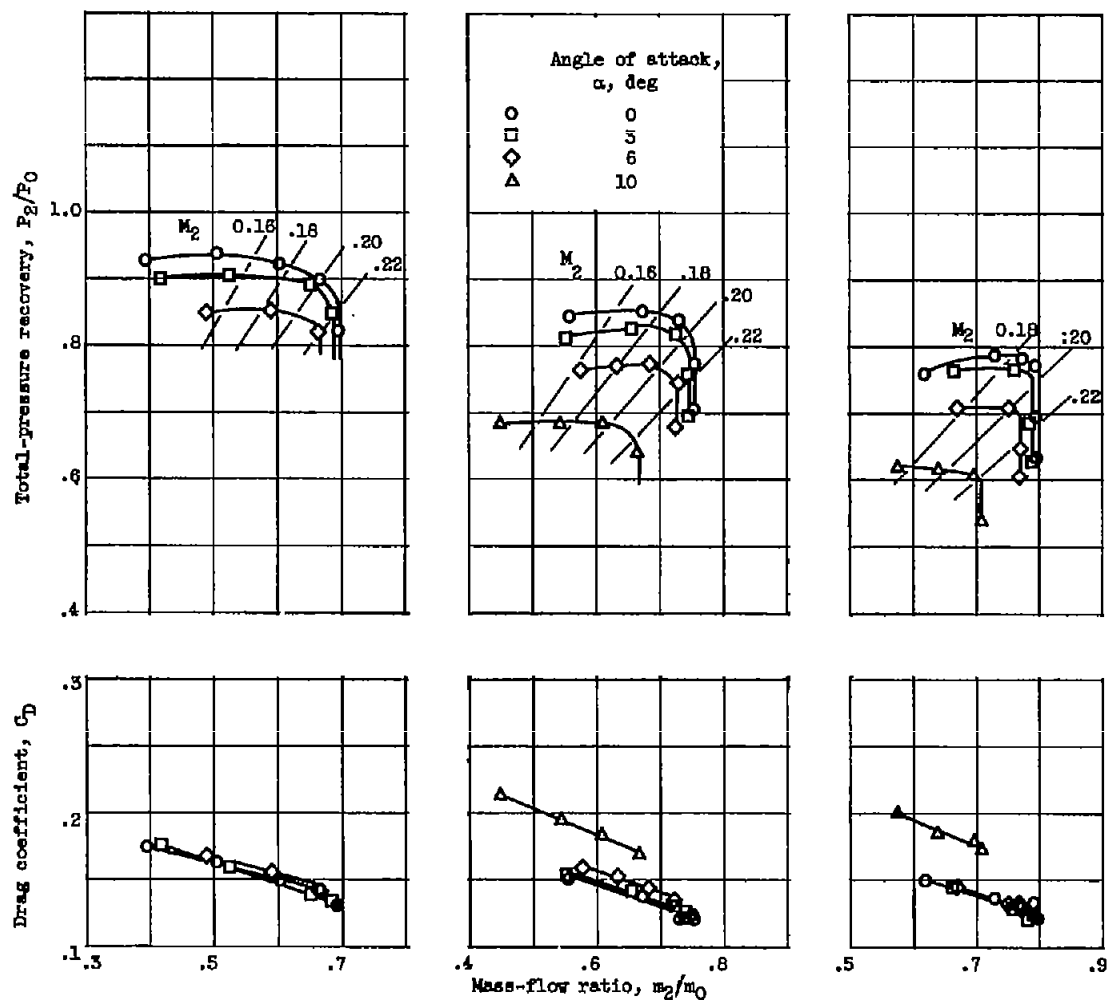 Angle of attack,
α, deg
0
3
6
10
Total-pressure recovery, P2/P0
1.0
.8
.6
.4
M2 0.16 .18 .20 .22
M2 0.16 .18 .20 .22
M2 0.18 .20 .22
Drag coefficient, CD
.3
.2
.1
.3 .5 .7
.4 .6 .8
.5 .7 .9
Mass-flow ratio, m2/m0